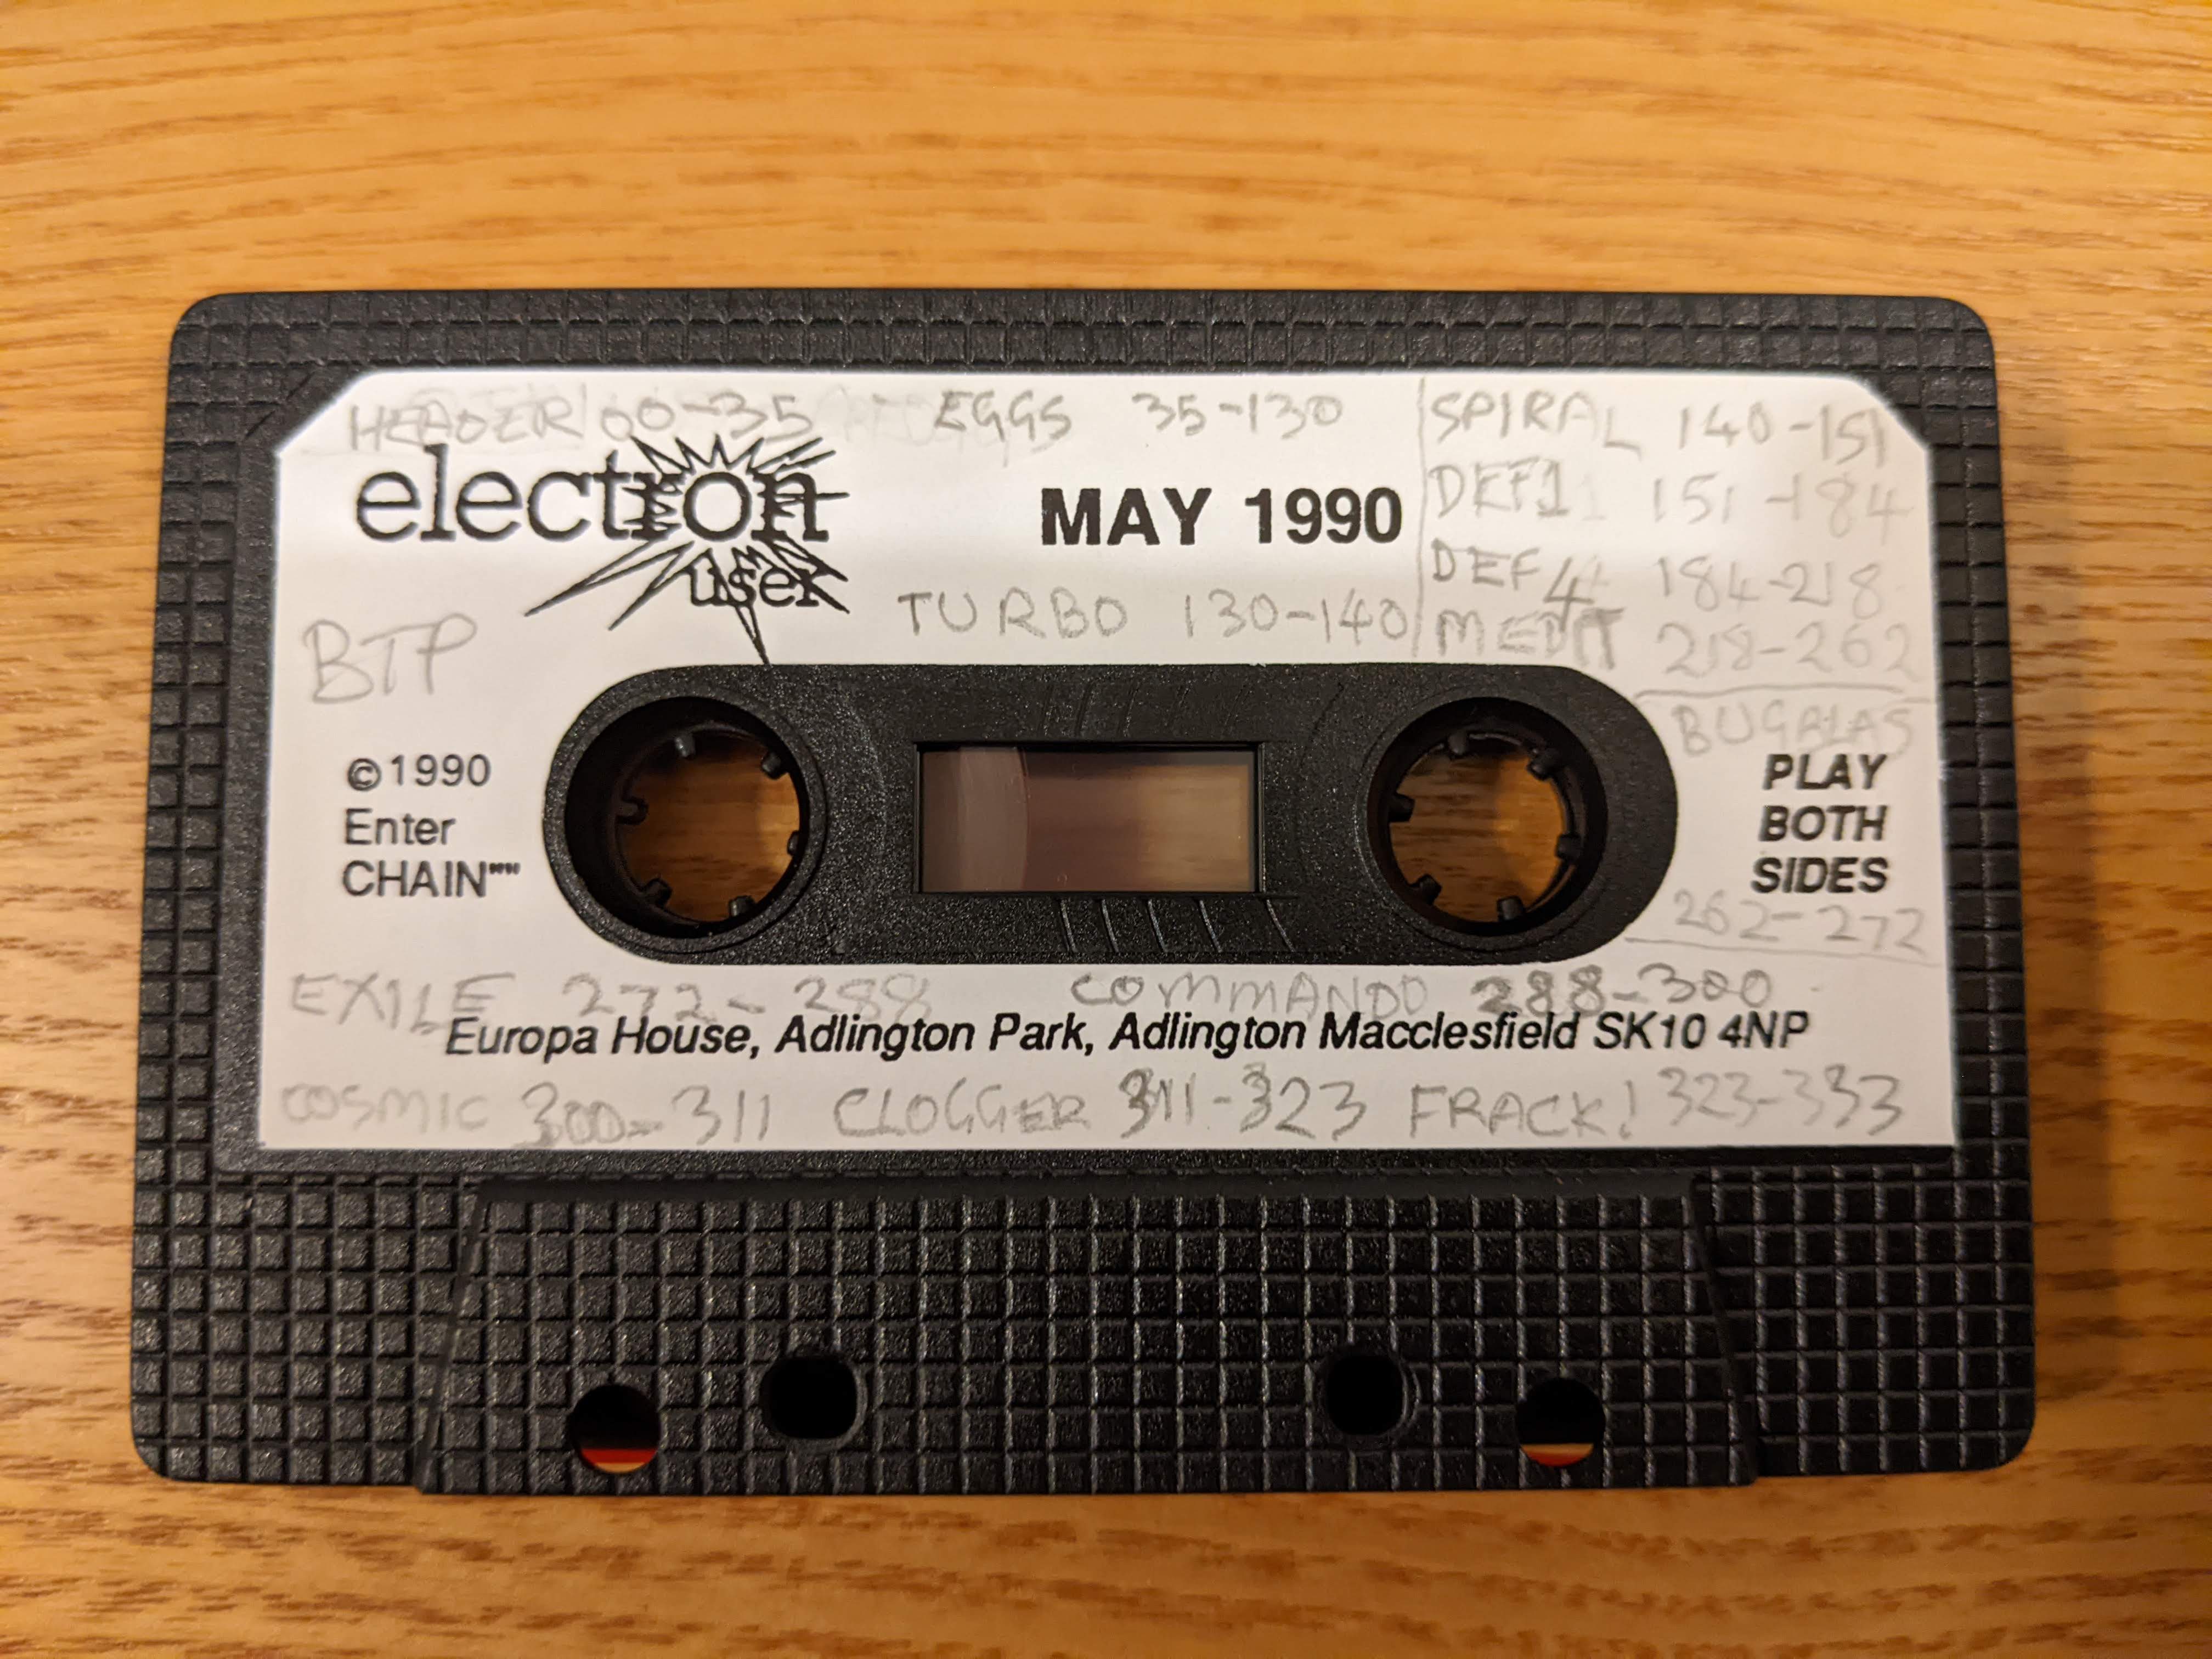 HEADER 00-35 EGGS 35-130
SPIRAL 140-151
electron
user
MAY 1990
DEF1 151-184
DEF4 184-218
TURBO 130-140
MEDIT 218-262
BTP
BUGALAS
©1990
Enter
CHAIN""
PLAY
BOTH
SIDES
262-272
EXILE 272-288 COMMANDO 288-300
Europa House, Adlington Park, Adlington Macclesfield SK10 4NP
COSMIC 300-311 CLOGGER 311-323 FRACK! 323-333